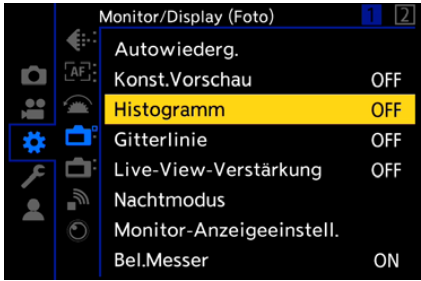 Monitor/Display (Foto) 1 2
Autowiederg.
AF
Konst.Vorschau OFF
Histogramm OFF
Gitterlinie OFF
Live-View-Verstärkung OFF
Nachtmodus
Monitor-Anzeigeeinstell.
Bel.Messer ON